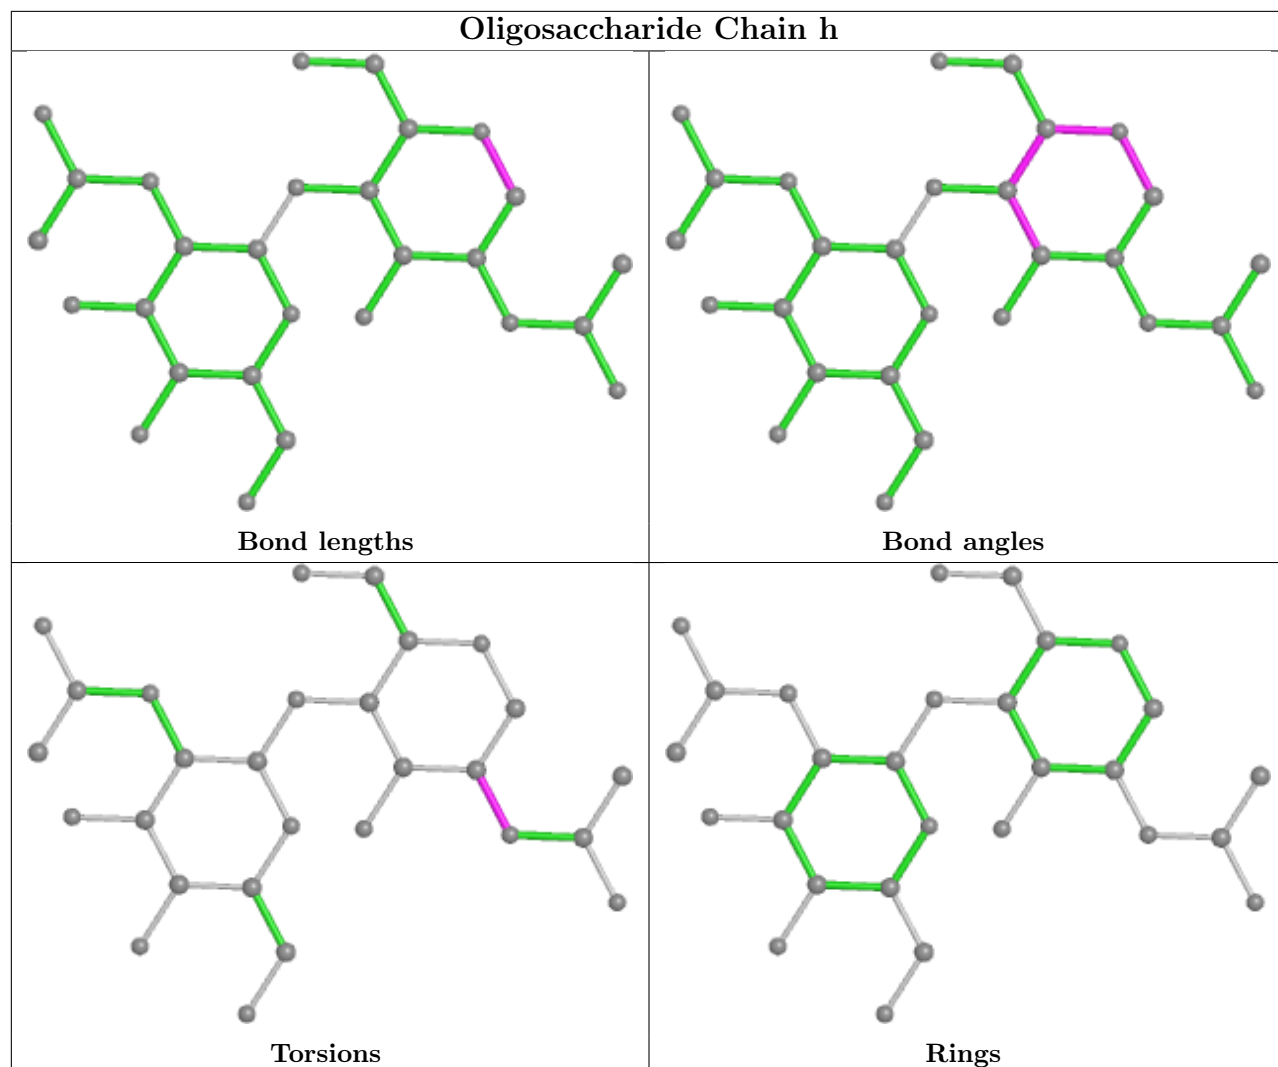 Oligosaccharide Chain h
Bond lengths
Bond angles
Torsions
Rings